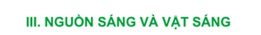 III. NGUỒN SÁNG VÀ VẬT SÁNG